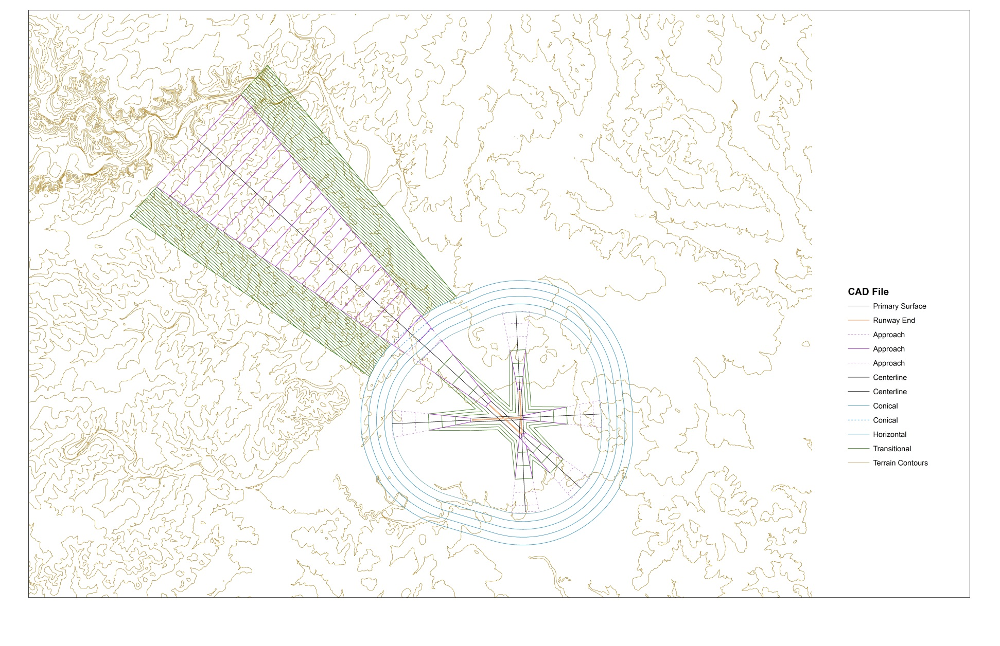 CAD File
Primary Surface
Runway End
Approach
Approach
Approach
Centerline
Centerline
Conical
Conical
Horizontal
Transitional
Terrain Contours